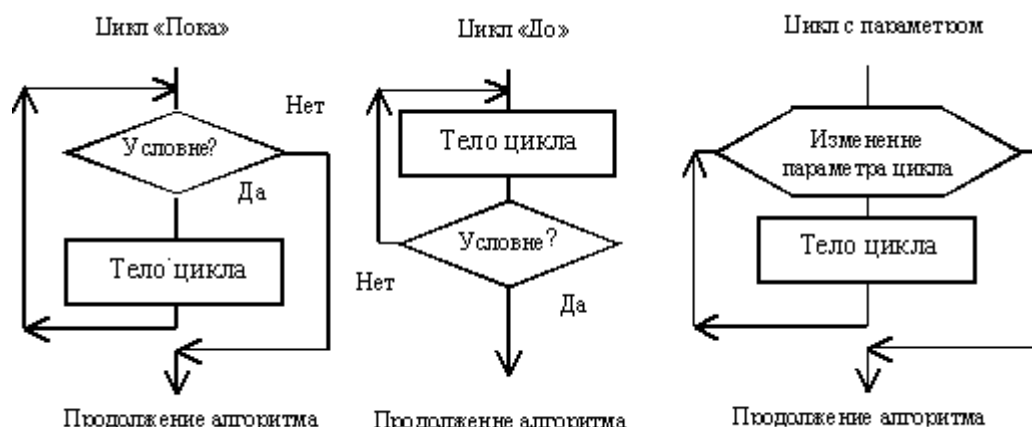 Цикл «Пока»
Нет
Условие?
Да
Тело цикла
Продолжение алгоритма
Цикл «До»
Тело цикла
Условие?
Нет
Да
Продолжение алгоритма
Цикл с параметром
Изменение
параметра цикла
Тело цикла
Продолжение алгоритма